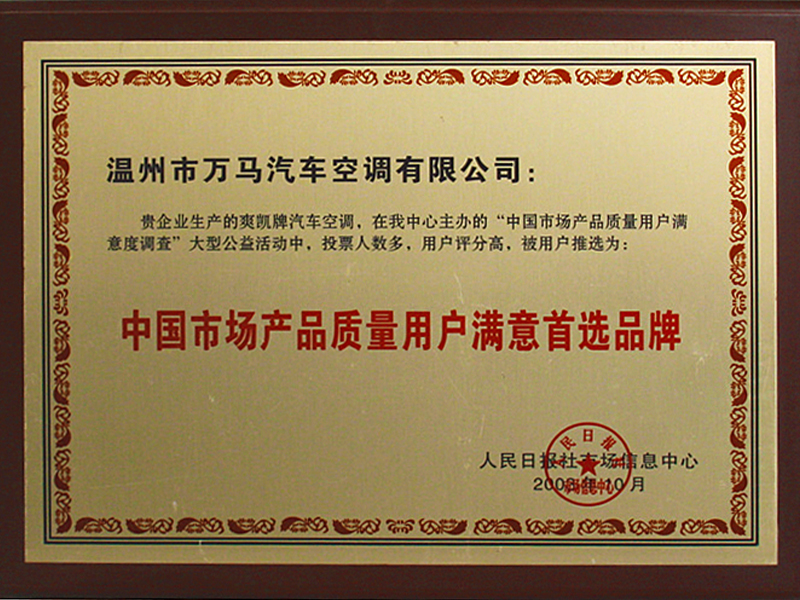 温州市万马汽车空调有限公司：
贵企业生产的爽凯牌汽车空调，在我中心主办的“中国市场产品质量用户满
意度调查”大型公益活动中，投票人数多，用户评分高，被用户推选为：
中国市场产品质量用户满意首选品牌
人民日报社市场信息中心
2003年10月